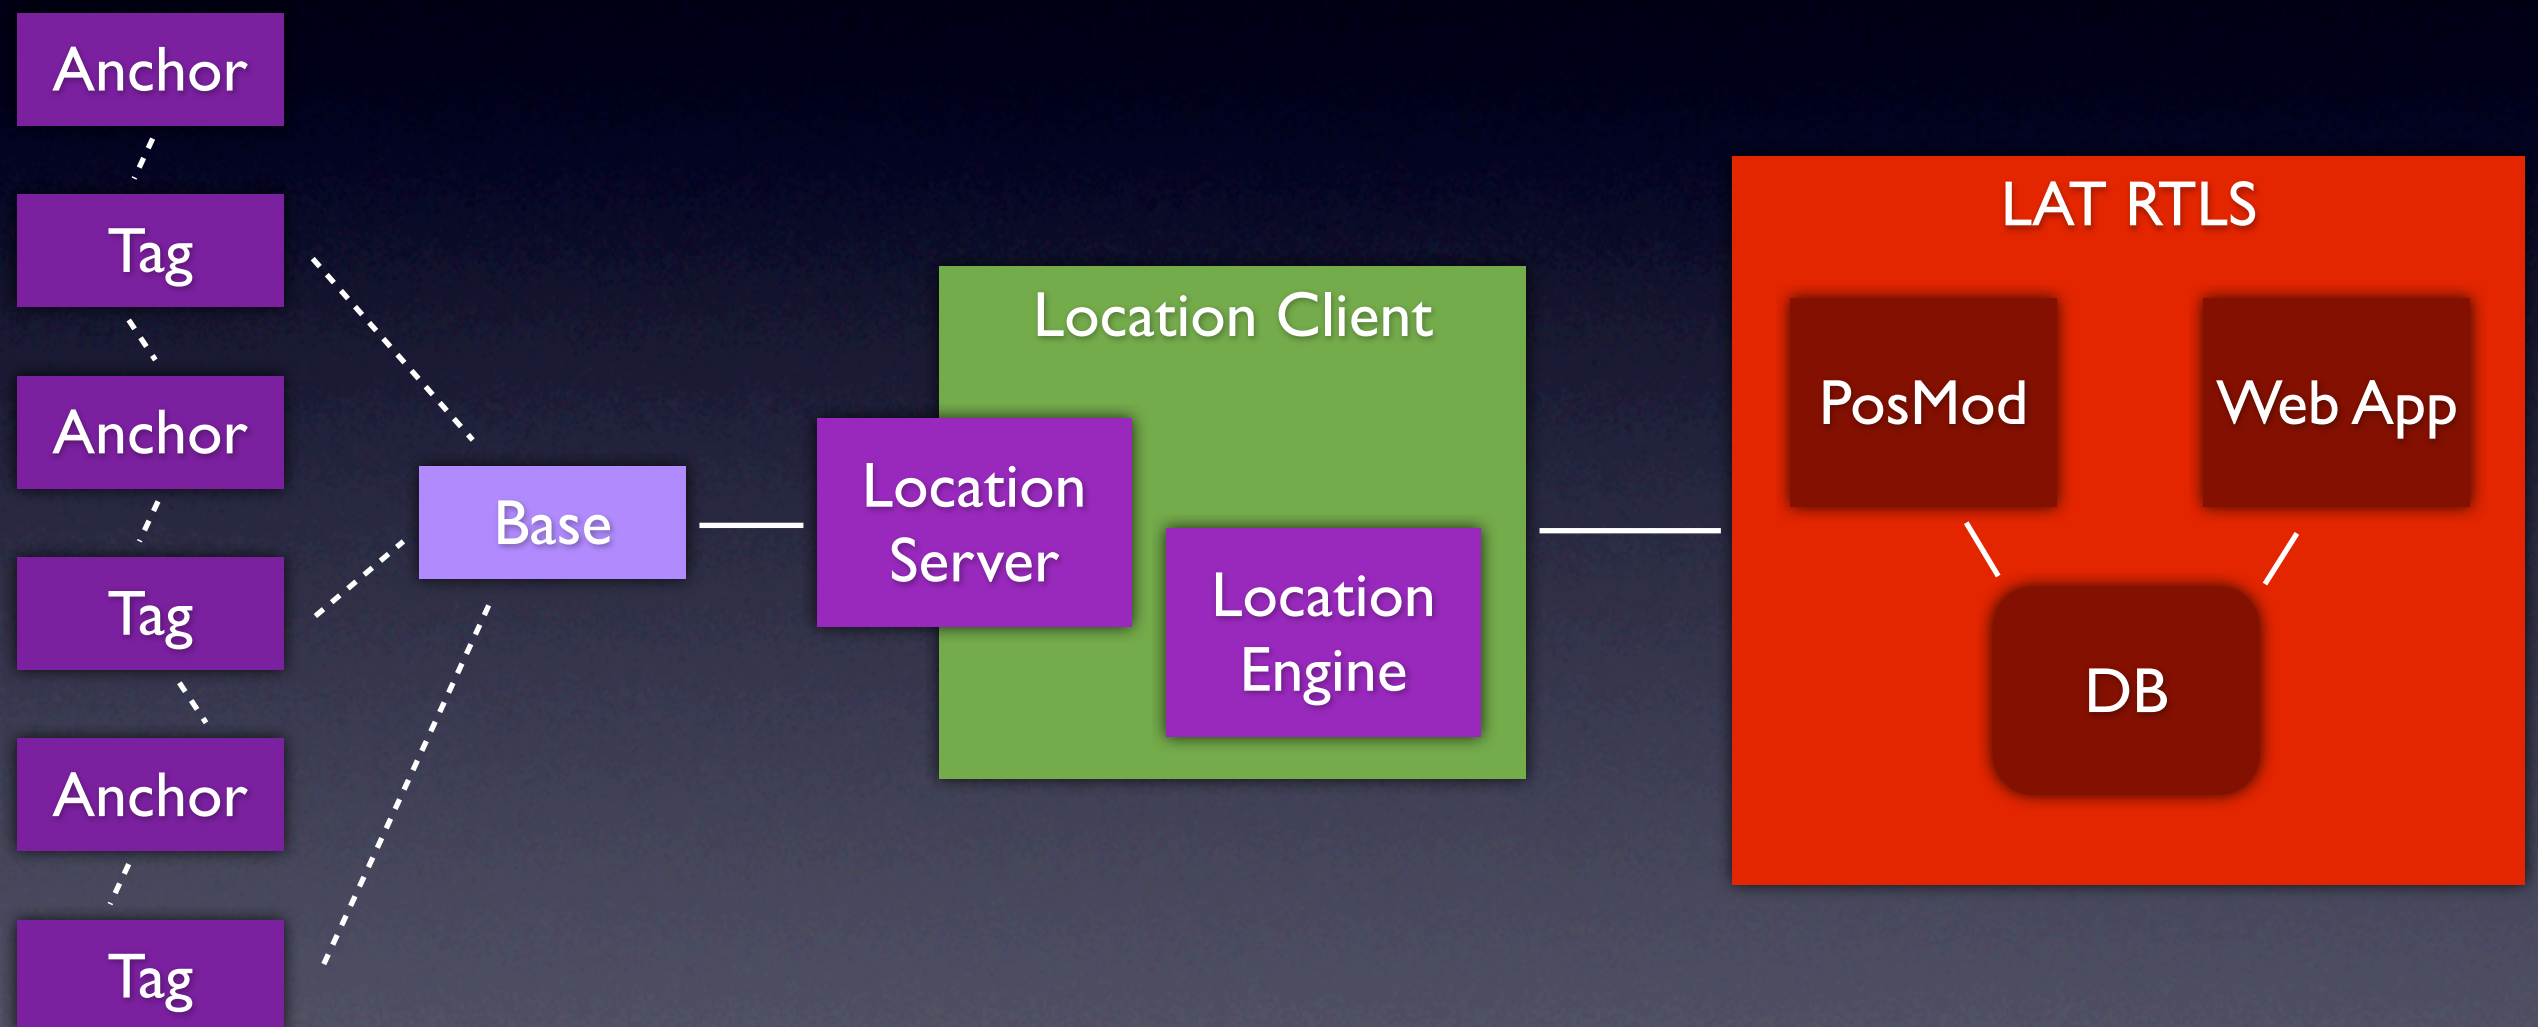 Anchor
Tag
Anchor
Tag
Anchor
Tag
Base
Location Client
Location
Server
Location
Engine
LAT RTLS
PosMod
Web App
DB